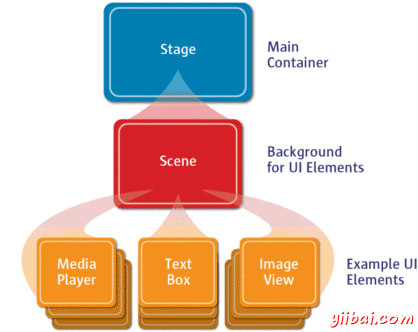 Stage
Main
Container
Scene
Background
for UI Elements
Media
Player
Text
Box
Image
View
Example UI
Elements
yiibai.com